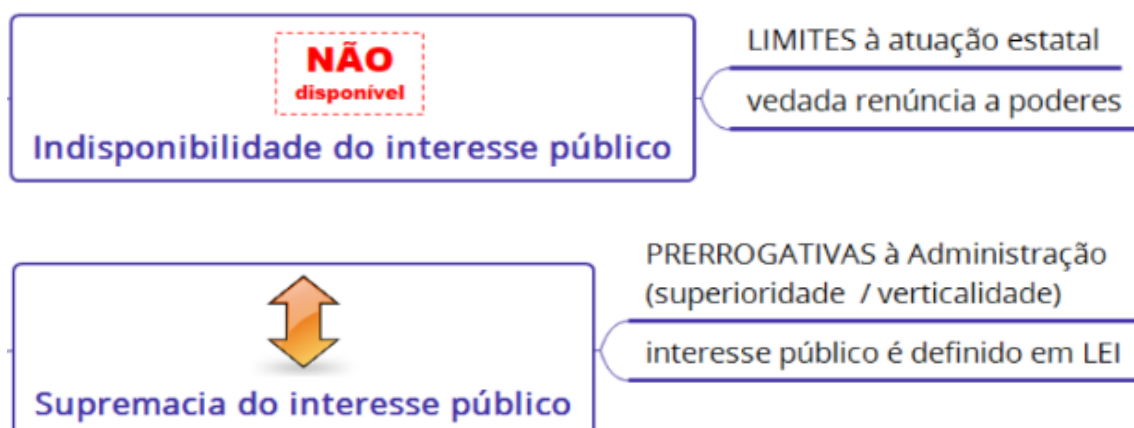 NÃO
disponível
Indisponibilidade do interesse público
LIMITES à atuação estatal
vedada renúncia a poderes
Supremacia do interesse público
PRERROGATIVAS à Administração
(superioridade / verticalidade)
interesse público é definido em LEI